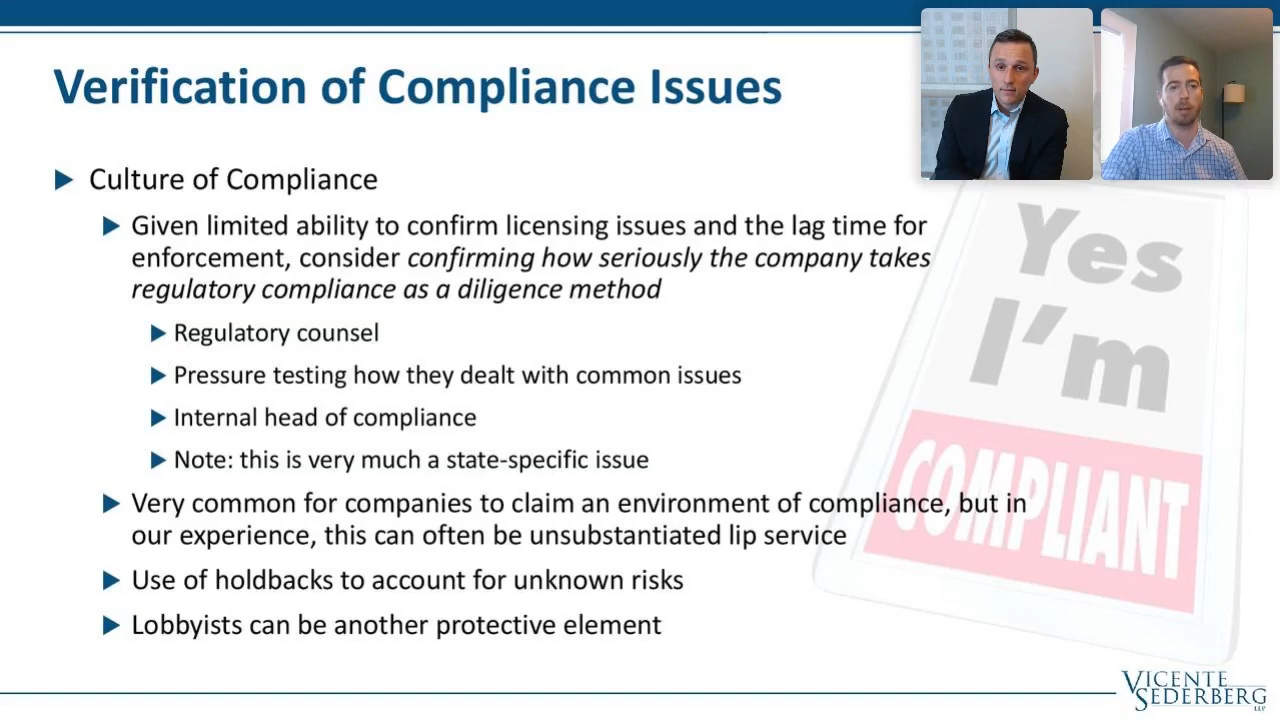 Verification of Compliance Issues
Culture of Compliance
Given limited ability to confirm licensing issues and the lag time for
enforcement, consider confirming how seriously the company takes
regulatory compliance as a diligence method
Regulatory counsel
Pressure testing how they dealt with common issues
Internal head of compliance
Note: this is very much a state-specific issue
Very common for companies to claim an environment of compliance, but in
our experience, this can often be unsubstantiated lip service
Use of holdbacks to account for unknown risks
Lobbyists can be another protective element
Yes
I'm
COMPLIANT
VICENTE
SEDERBERG
LLP